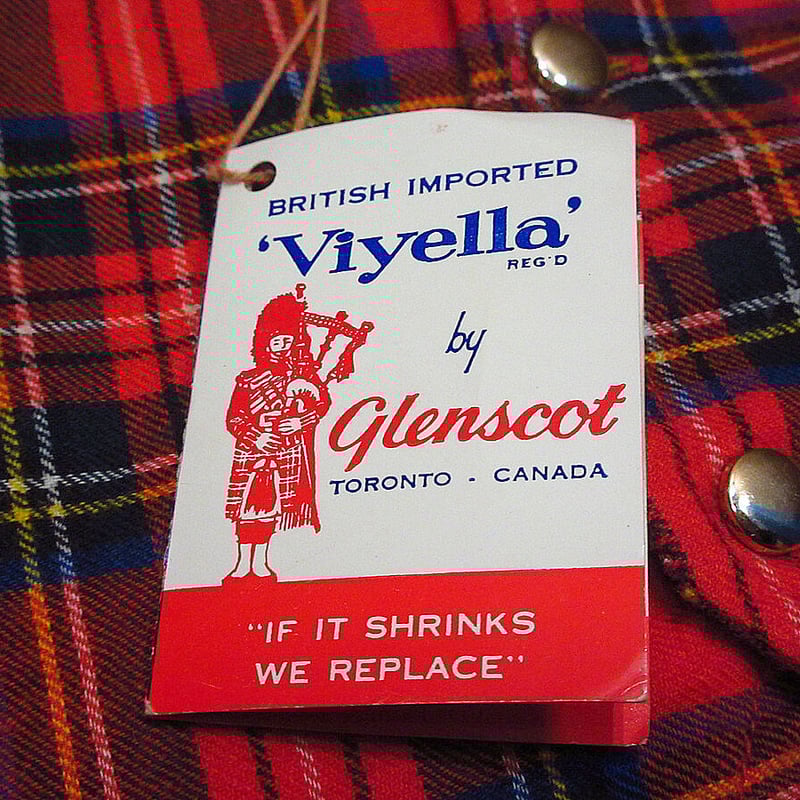 BRITISH IMPORTED
‘Viyella’
REG'D
by
Glenscot
TORONTO - CANADA
“IF IT SHRINKS
WE REPLACE”